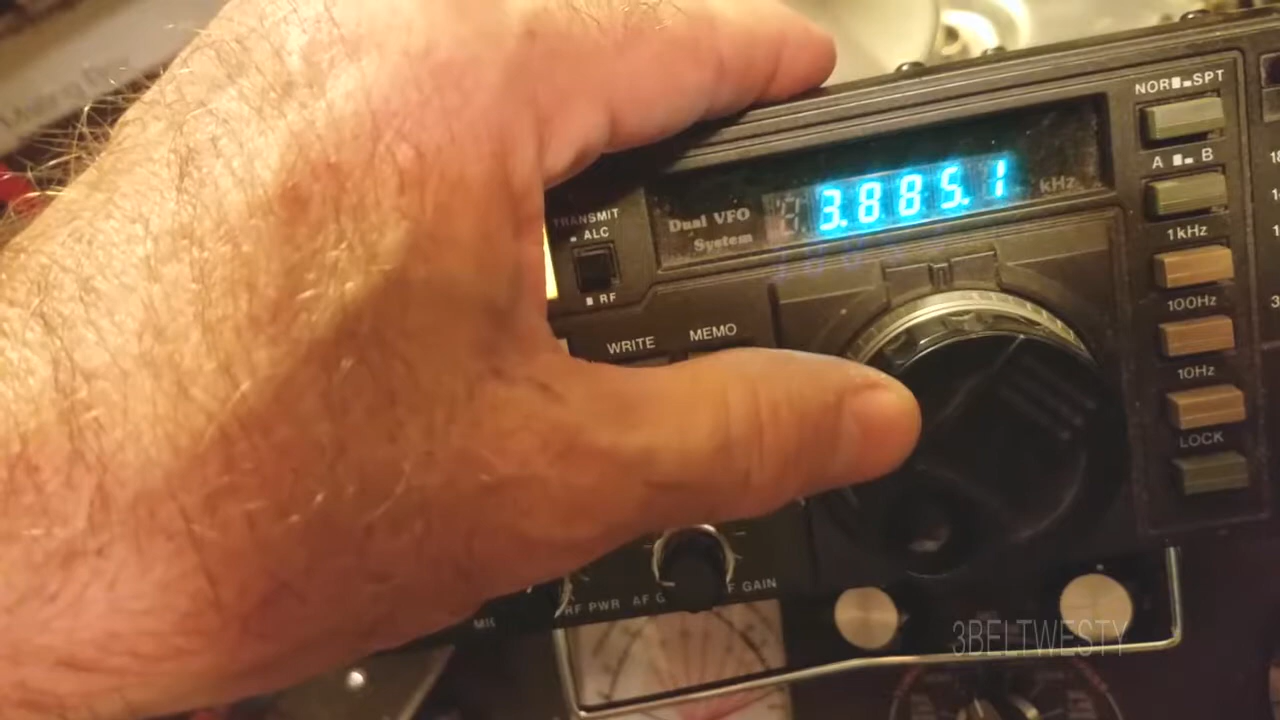 NOR SPT
A B
TRANSMIT
ALC
RF
Dual VFO
System
3.885.1
kHz
1kHz
100Hz
10Hz
LOCK
WRITE
MEMO
RF PWR
AF G
F GAIN
3BELTWESTY